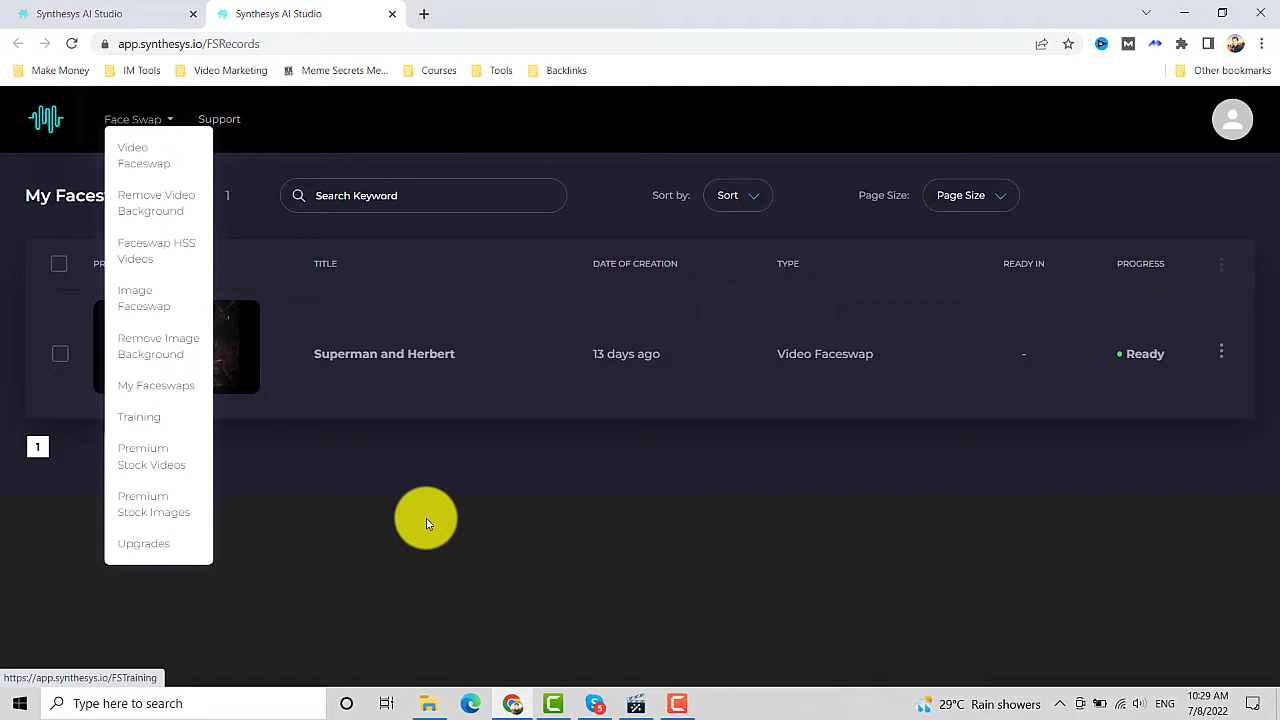 Synthesys AI Studio
Synthesys AI Studio
app.synthesys.io/FSRecords
Make Money
IM Tools
Video Marketing
Meme Secrets Me...
Courses
Tools
Backlinks
Other bookmarks
Face Swap
Support
Video
Faceswap
Remove Video
Background
Faceswap HSS
Videos
Image
Faceswap
Remove Image
Background
My Faceswaps
Training
Premium
Stock Videos
Premium
Stock Images
Upgrades
My Faces
1
Search Keyword
Sort by:
Sort
Page Size:
Page Size
PR
TITLE
DATE OF CREATION
TYPE
READY IN
PROGRESS
Superman and Herbert
13 days ago
Video Faceswap
-
Ready
1
https://app.synthesys.io/FSTraining
Type here to search
29°C Rain showers
ENG
10:29 AM
7/8/2022